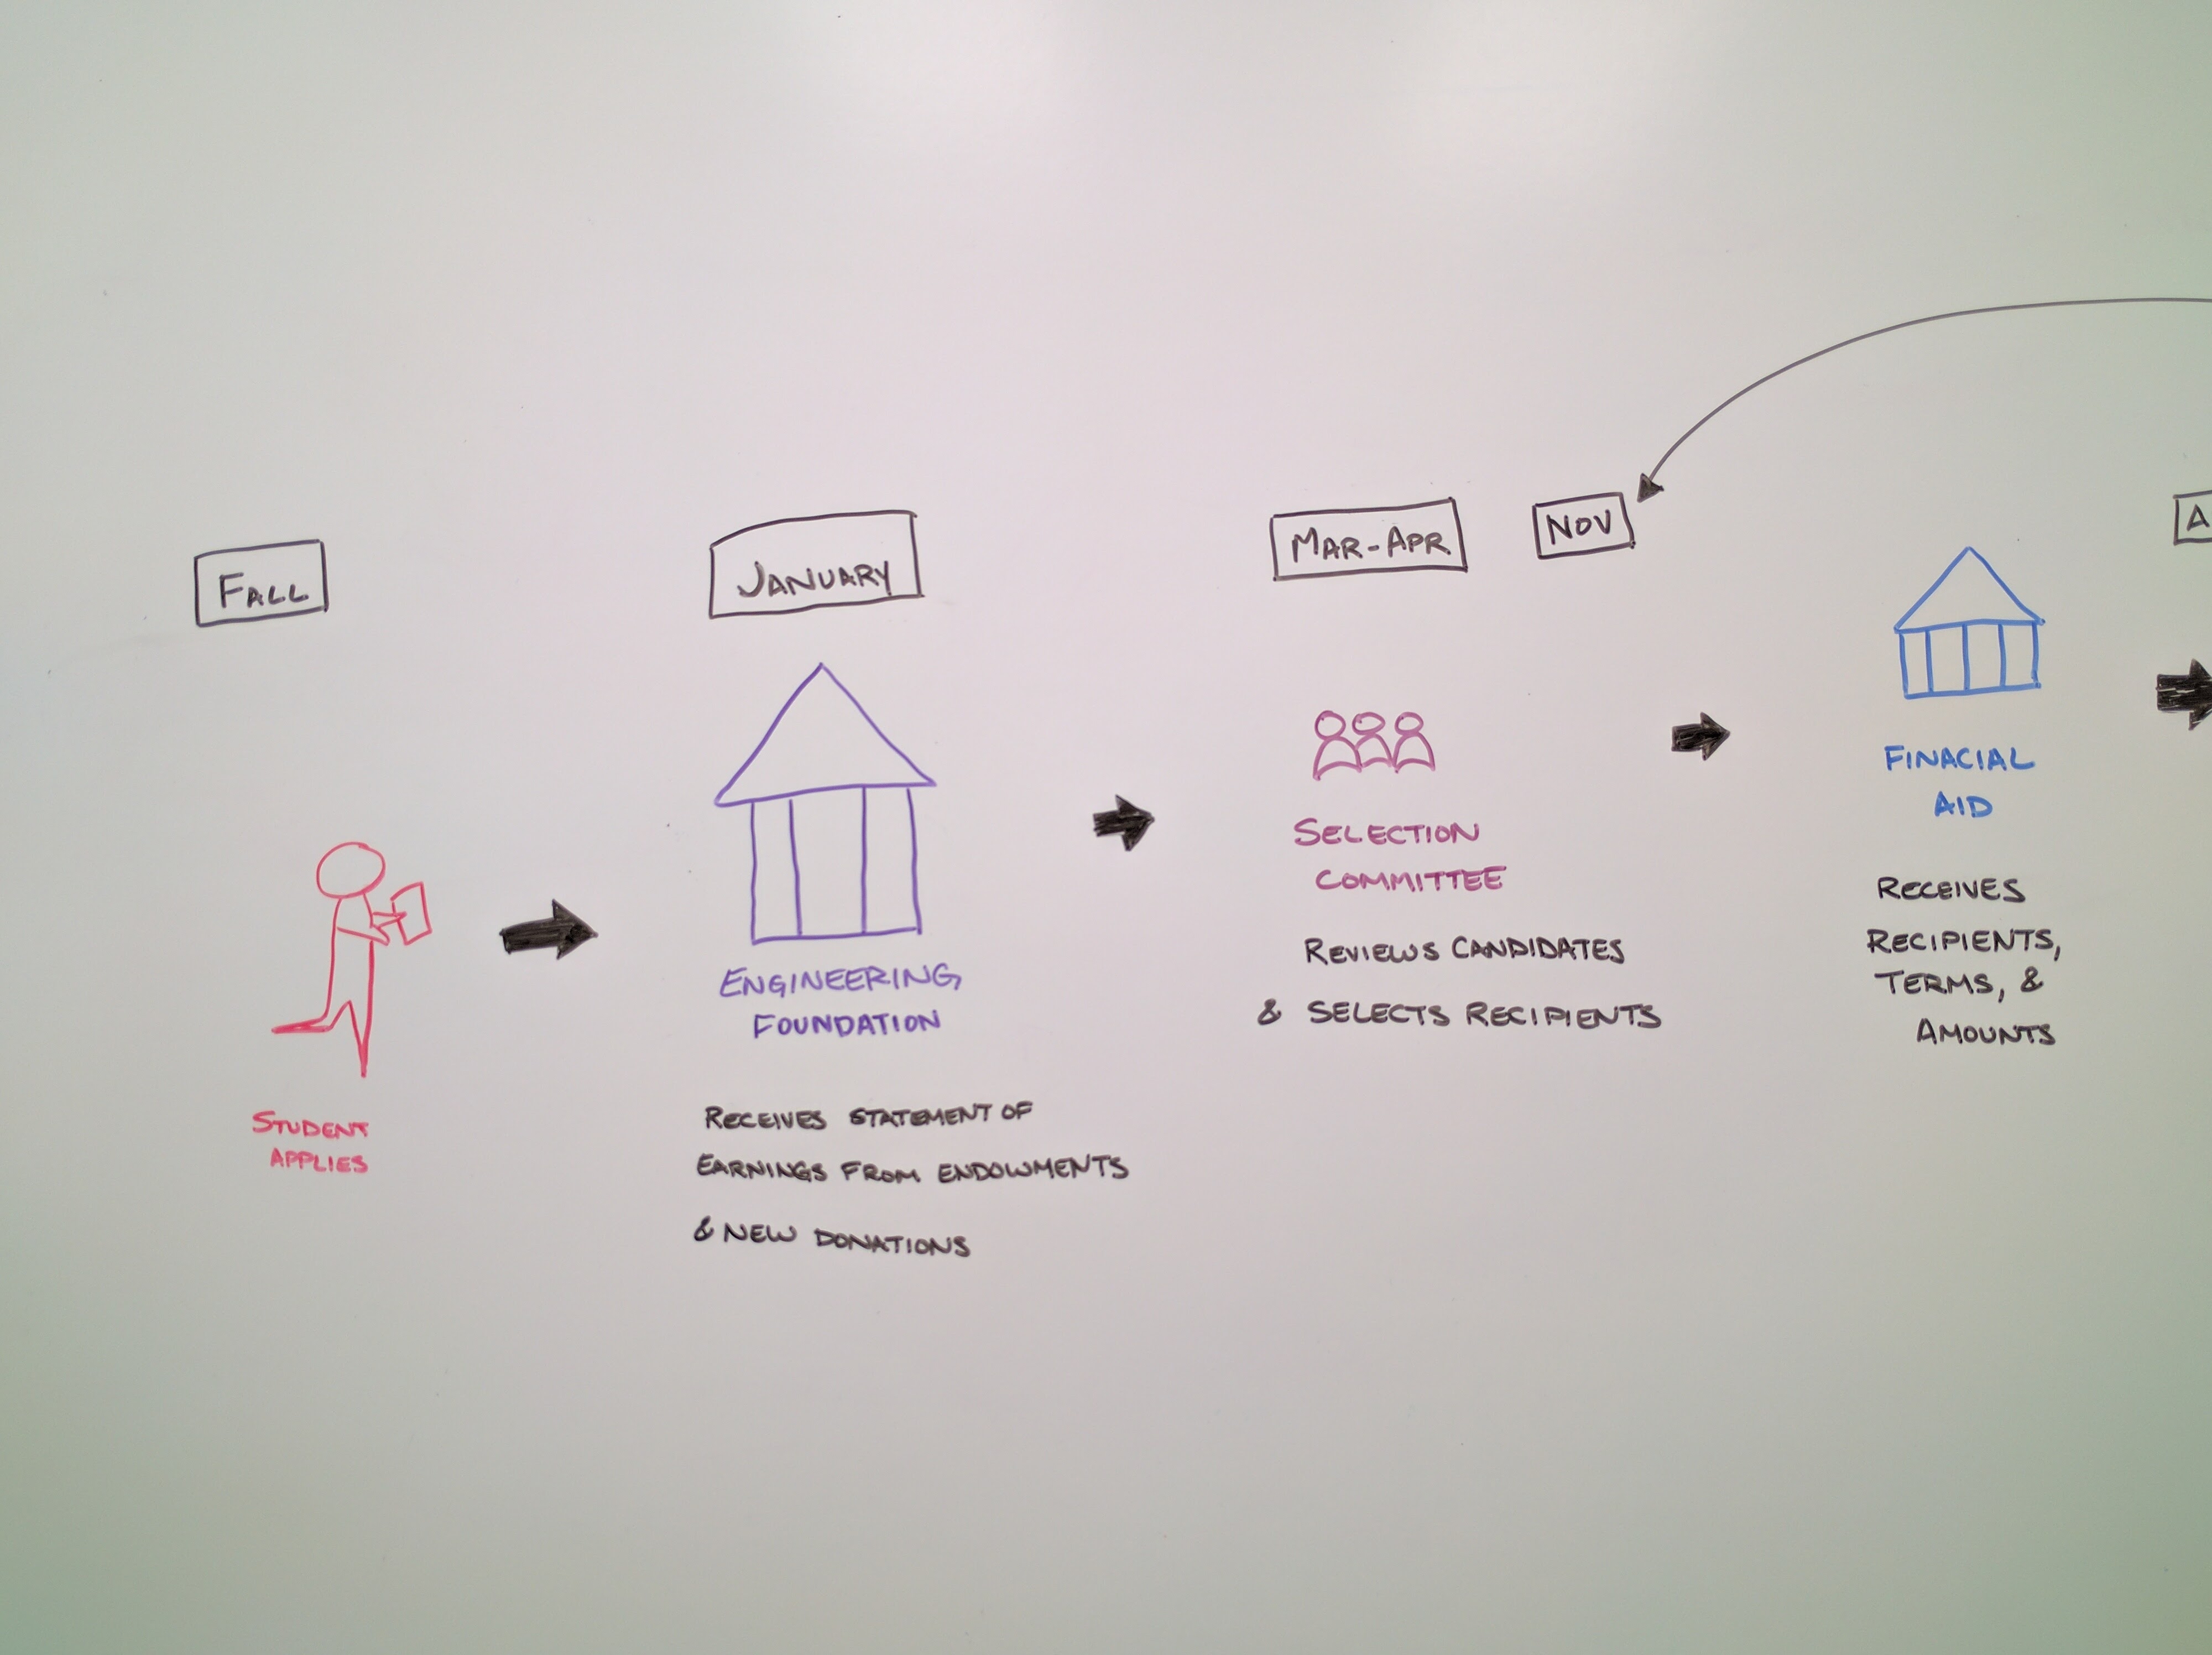 FALL
STUDENT
APPLIES
JANUARY
ENGINEERING
FOUNDATION
RECEIVES STATEMENT OF
EARNINGS FROM ENDOWMENTS
& NEW DONATIONS
MAR-APR
NOV
SELECTION
COMMITTEE
REVIEWS CANDIDATES
& SELECTS RECIPIENTS
FINACIAL
AID
RECEIVES
RECIPIENTS,
TERMS, &
AMOUNTS